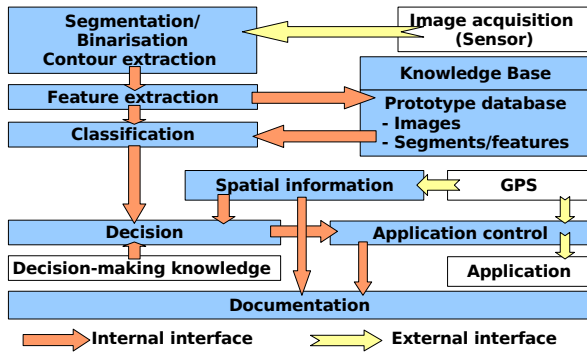 Segmentation/
Binarisation
Contour extraction
Image acquisition
(Sensor)
Knowledge Base
Feature extraction
Prototype database
- Images
- Segments/features
Classification
Spatial information
GPS
Decision
Application control
Decision-making knowledge
Application
Documentation
Internal interface
External interface